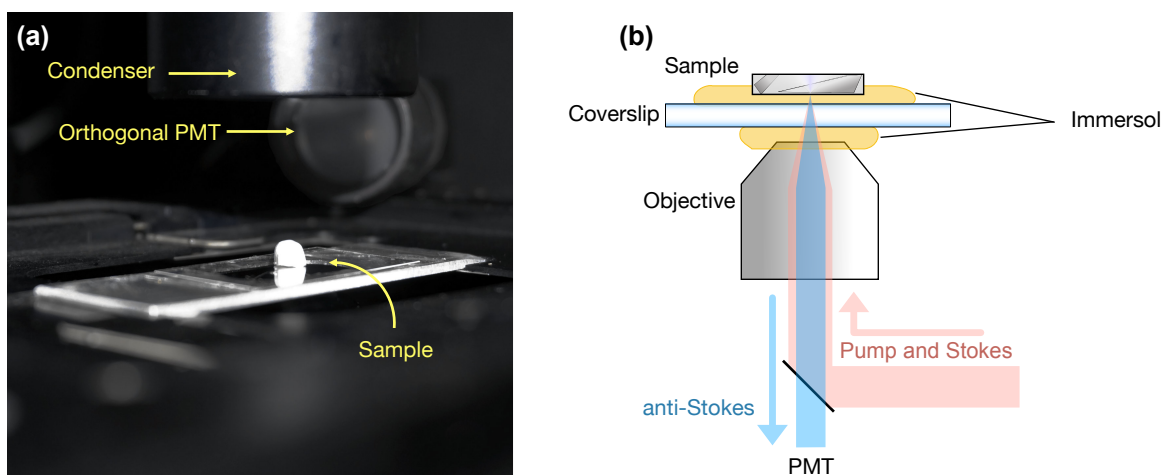 (a)
Condenser
Orthogonal PMT
Sample
(b)
Sample
Coverslip
Immersol
Objective
Pump and Stokes
anti-Stokes
PMT